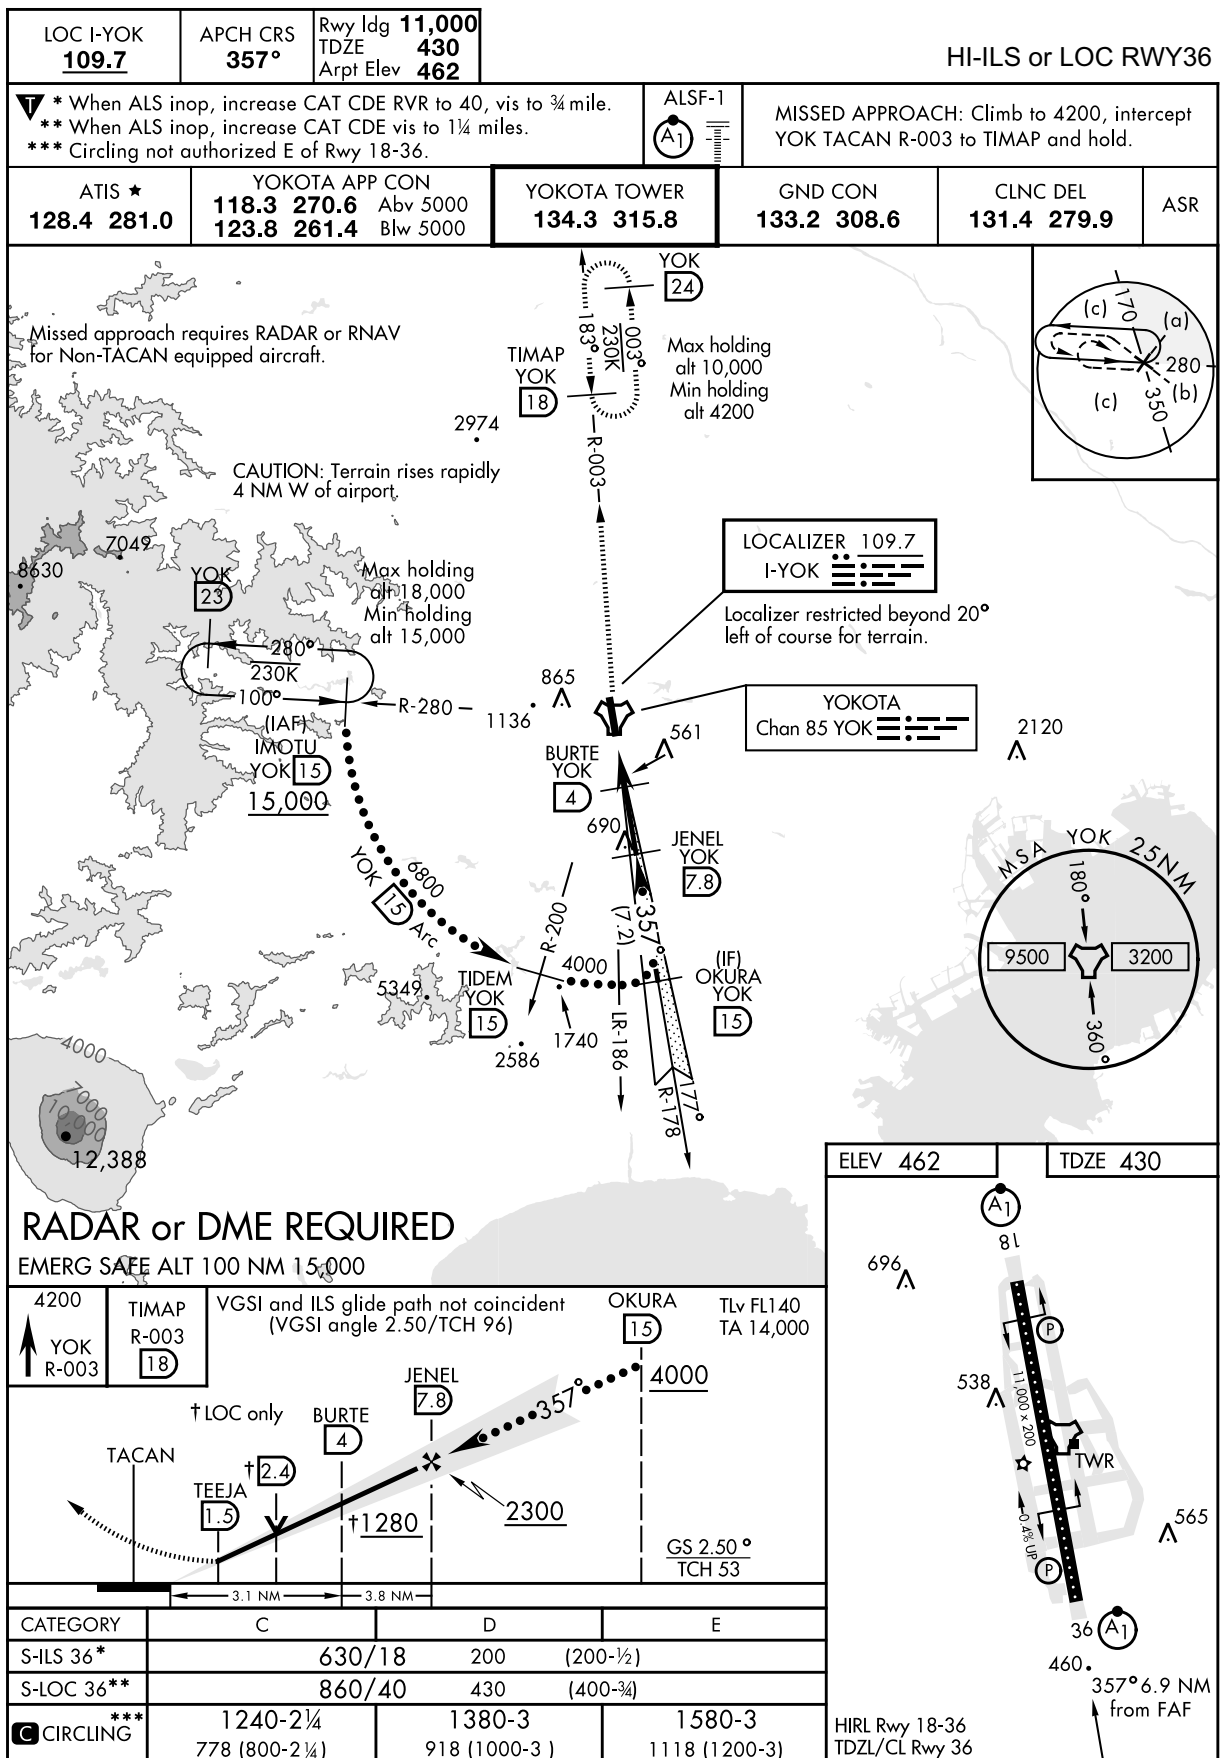 LOC I-YOK
109.7
APCH CRS
357°
Rwy ldg 11,000
TDZE 430
Arpt Elev 462
HI-ILS or LOC RWY36
T * When ALS inop, increase CAT CDE RVR to 40, vis to ¾ mile.
** When ALS inop, increase CAT CDE vis to 1¼ miles.
*** Circling not authorized E of Rwy 18-36.
ALSF-1
A1
MISSED APPROACH: Climb to 4200, intercept
YOK TACAN R-003 to TIMAP and hold.
ATIS ★
128.4 281.0
YOKOTA APP CON
118.3 270.6 Abv 5000
123.8 261.4 Blw 5000
YOKOTA TOWER
134.3 315.8
GND CON
133.2 308.6
CLNC DEL
131.4 279.9
ASR
Missed approach requires RADAR or RNAV
for Non-TACAN equipped aircraft.
YOK
24
183°
230K
003°
TIMAP
YOK
18
Max holding
alt 10,000
Min holding
alt 4200
170
(c)
(a)
280
(b)
(c)
350
2974
R-003
CAUTION: Terrain rises rapidly
4 NM W of airport.
7049
8630
YOK
23
Max holding
alt 18,000
Min holding
alt 15,000
LOCALIZER 109.7
I-YOK
Localizer restricted beyond 20°
left of course for terrain.
280°
230K
100°
R-280
(IAF)
IMOTU
YOK 15
15,000
865
1136
YOKOTA
Chan 85 YOK
561
2120
BURTE
YOK
4
690
JENEL
YOK
7.8
6800
YOK 15 Arc
R-200
(7.2)
357°
MSA YOK 25NM
180°
9500
3200
360°
(IF)
OKURA
YOK
15
4000
5349
TIDEM
YOK
15
1740
2586
LR-186
R-178
177°
4000
7000
10,000
12,388
RADAR or DME REQUIRED
EMERG SAFE ALT 100 NM 15,000
ELEV 462
TDZE 430
A1
18
696
P
538
11,000 x 200
TWR
0.4% UP
565
P
36
A1
460
357° 6.9 NM
from FAF
HIRL Rwy 18-36
TDZL/CL Rwy 36
4200
YOK
R-003
TIMAP
R-003
18
VGSI and ILS glide path not coincident
(VGSI angle 2.50/TCH 96)
OKURA
15
TLv FL140
TA 14,000
JENEL
7.8
357°
4000
† LOC only
BURTE
4
TACAN
†2.4
TEEJA
1.5
†1280
2300
GS 2.50°
TCH 53
3.1 NM
3.8 NM
CATEGORY C D E
S-ILS 36* 630/18 200 (200-½)
S-LOC 36** 860/40 430 (400-¾)
C CIRCLING *** 1240-2¼ 1380-3 1580-3
778 (800-2¼) 918 (1000-3 ) 1118 (1200-3)